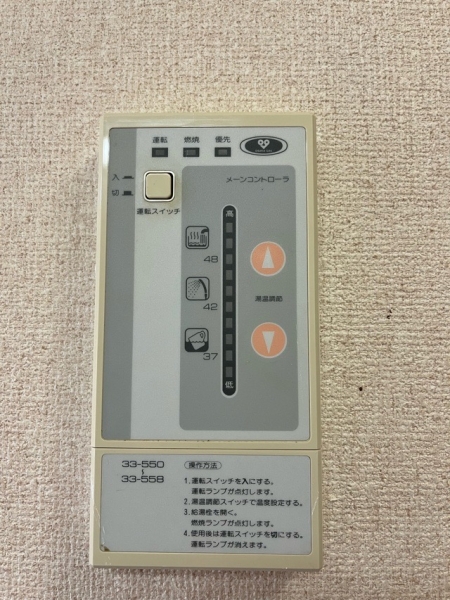 運転 燃焼 優先
メーンコントローラ
入
切
運転スイッチ
高
48
42
湯温調節
37
低
33-550
~
33-558
操作方法
1.運転スイッチを入にする。
運転ランプが点灯します。
2.湯温調節スイッチで温度設定する。
3.給湯栓を開く。
燃焼ランプが点灯します。
4.使用後は運転スイッチを切にする。
運転ランプが消えます。